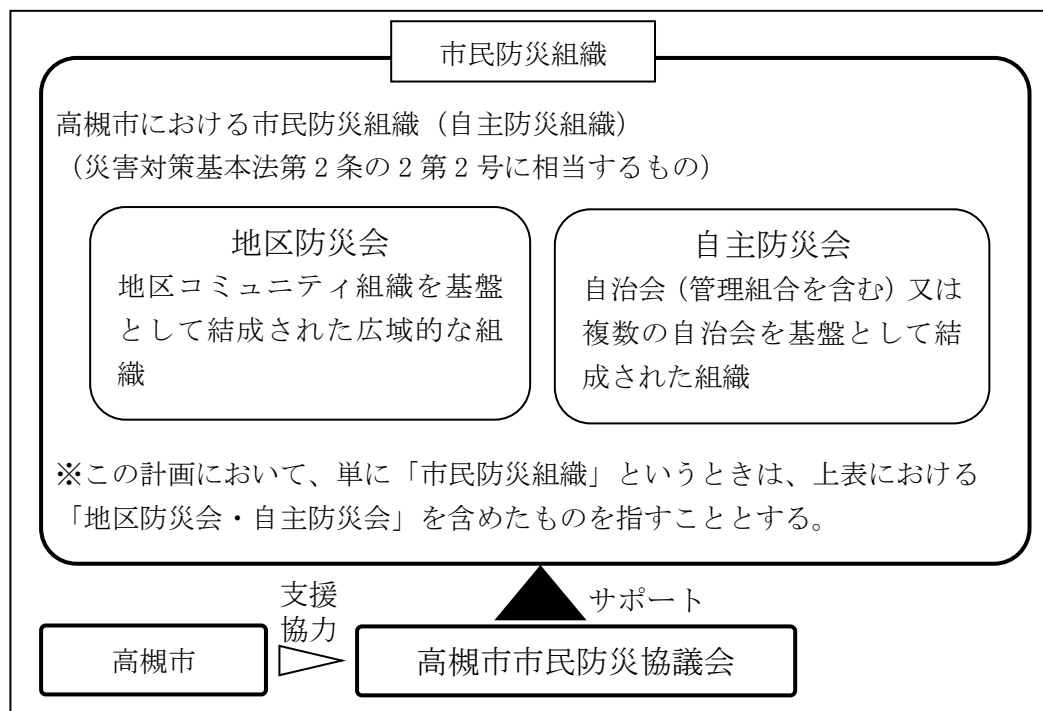 市民防災組織
高槻市における市民防災組織（自主防災組織）
（災害対策基本法第２条の２第２号に相当するもの）
地区防災会
地区コミュニティ組織を基盤
として結成された広域的な組
織
自主防災会
自治会（管理組合を含む）又は
複数の自治会を基盤として結
成された組織
※この計画において、単に「市民防災組織」というときは、上表における
「地区防災会・自主防災会」を含めたものを指すこととする。
支援
協力
サポート
高槻市
高槻市市民防災協議会